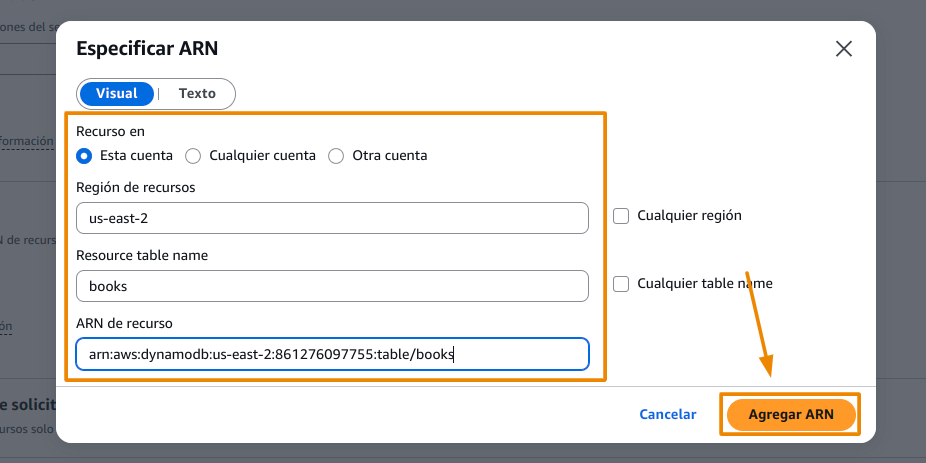 ones del se
Especificar ARN
Visual
Texto
formación
Recurso en
Esta cuenta
Cualquier cuenta
Otra cuenta
Región de recursos
us-east-2
Cualquier región
N de recurs
Resource table name
books
Cualquier table name
ón
ARN de recurso
arn:aws:dynamodb:us-east-2:861276097755:table/books
e solicit
ursos solo
Cancelar
Agregar ARN